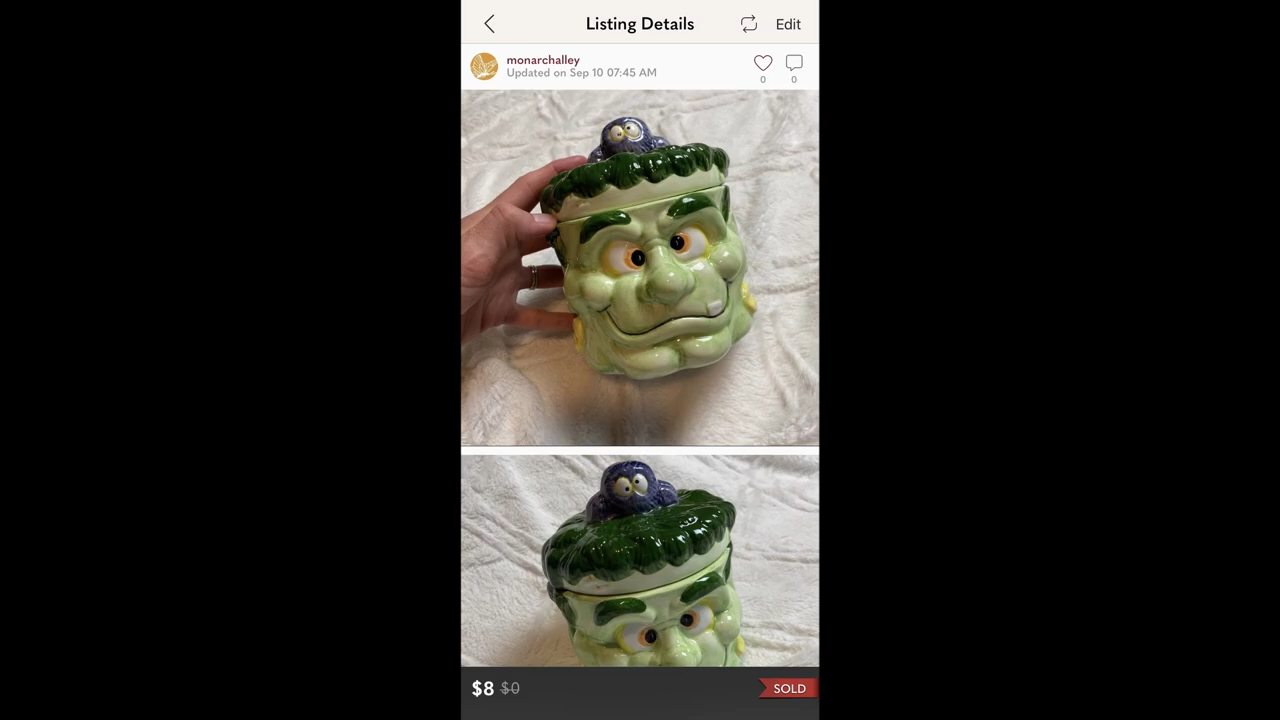 Listing Details
Edit
monarchalley
Updated on Sep 10 07:45 AM
0
0
$8 $0
SOLD